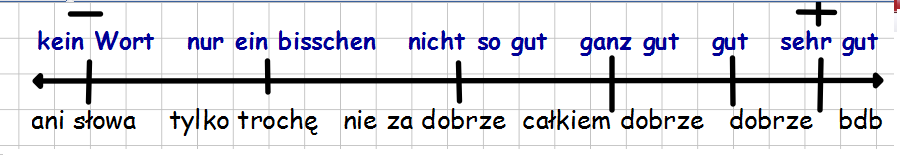 kein Wort nur ein bisschen nicht so gut ganz gut gut sehr gut
ani słowa tylko trochę nie za dobrze całkiem dobrze dobrze bdb